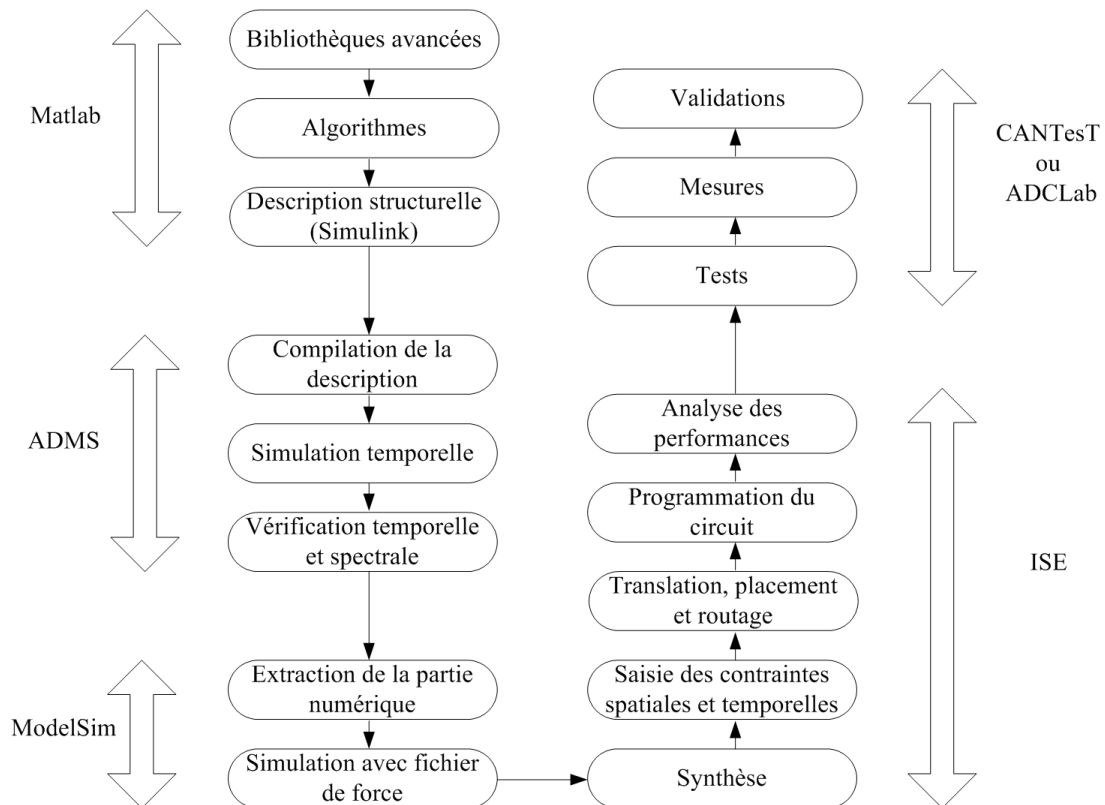 Matlab
Bibliothèques avancées
Algorithmes
Description structurelle
(Simulink)
ADMS
Compilation de la
description
Simulation temporelle
Vérification temporelle
et spectrale
ModelSim
Extraction de la partie
numérique
Simulation avec fichier
de force
Validations
Mesures
Tests
CANTesT
ou
ADCLab
Analyse des
performances
Programmation du
circuit
Translation, placement
et routage
Saisie des contraintes
spatiales et temporelles
Synthèse
ISE